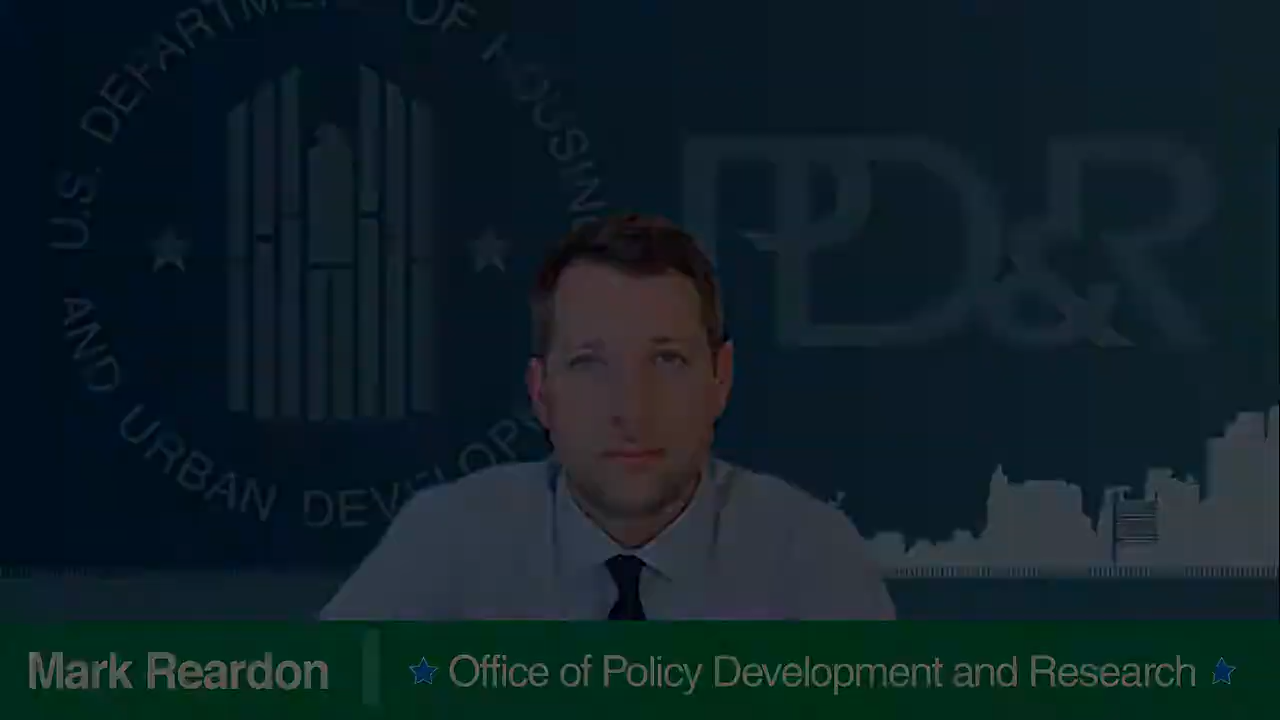 U.S. DEPARTMENT OF HOUSING
AND URBAN DEVELOP
PD&R
Mark Reardon
Office of Policy Development and Research